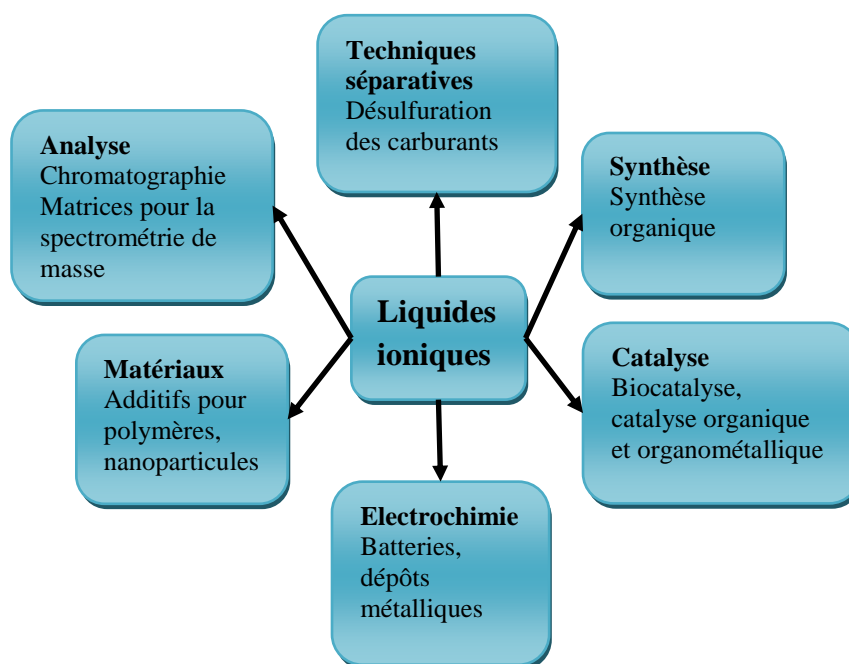 Techniques
séparatives
Désulfuration
des carburants
Analyse
Chromatographie
Matrices pour la
spectrométrie de
masse
Synthèse
Synthèse
organique
Liquides
ioniques
Matériaux
Additifs pour
polymères,
nanoparticules
Catalyse
Biocatalyse,
catalyse organique
et organométallique
Electrochimie
Batteries,
dépôts
métalliques